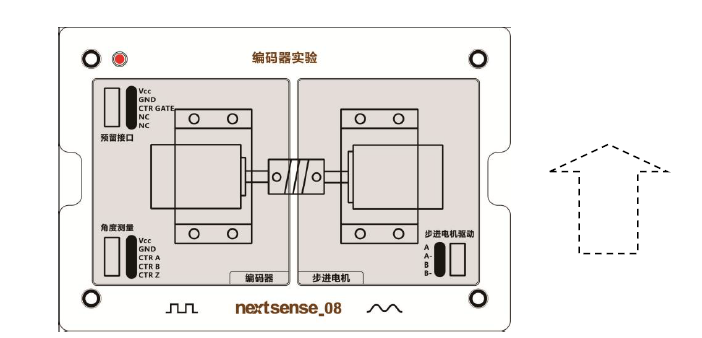 编码器实验
Vcc
GND
CTR GATE
NC
NC
预留接口
角度测量
Vcc
GND
CTR A
CTR B
CTR Z
编码器
步进电机驱动
A
A-
B
B-
步进电机
nextsense_08